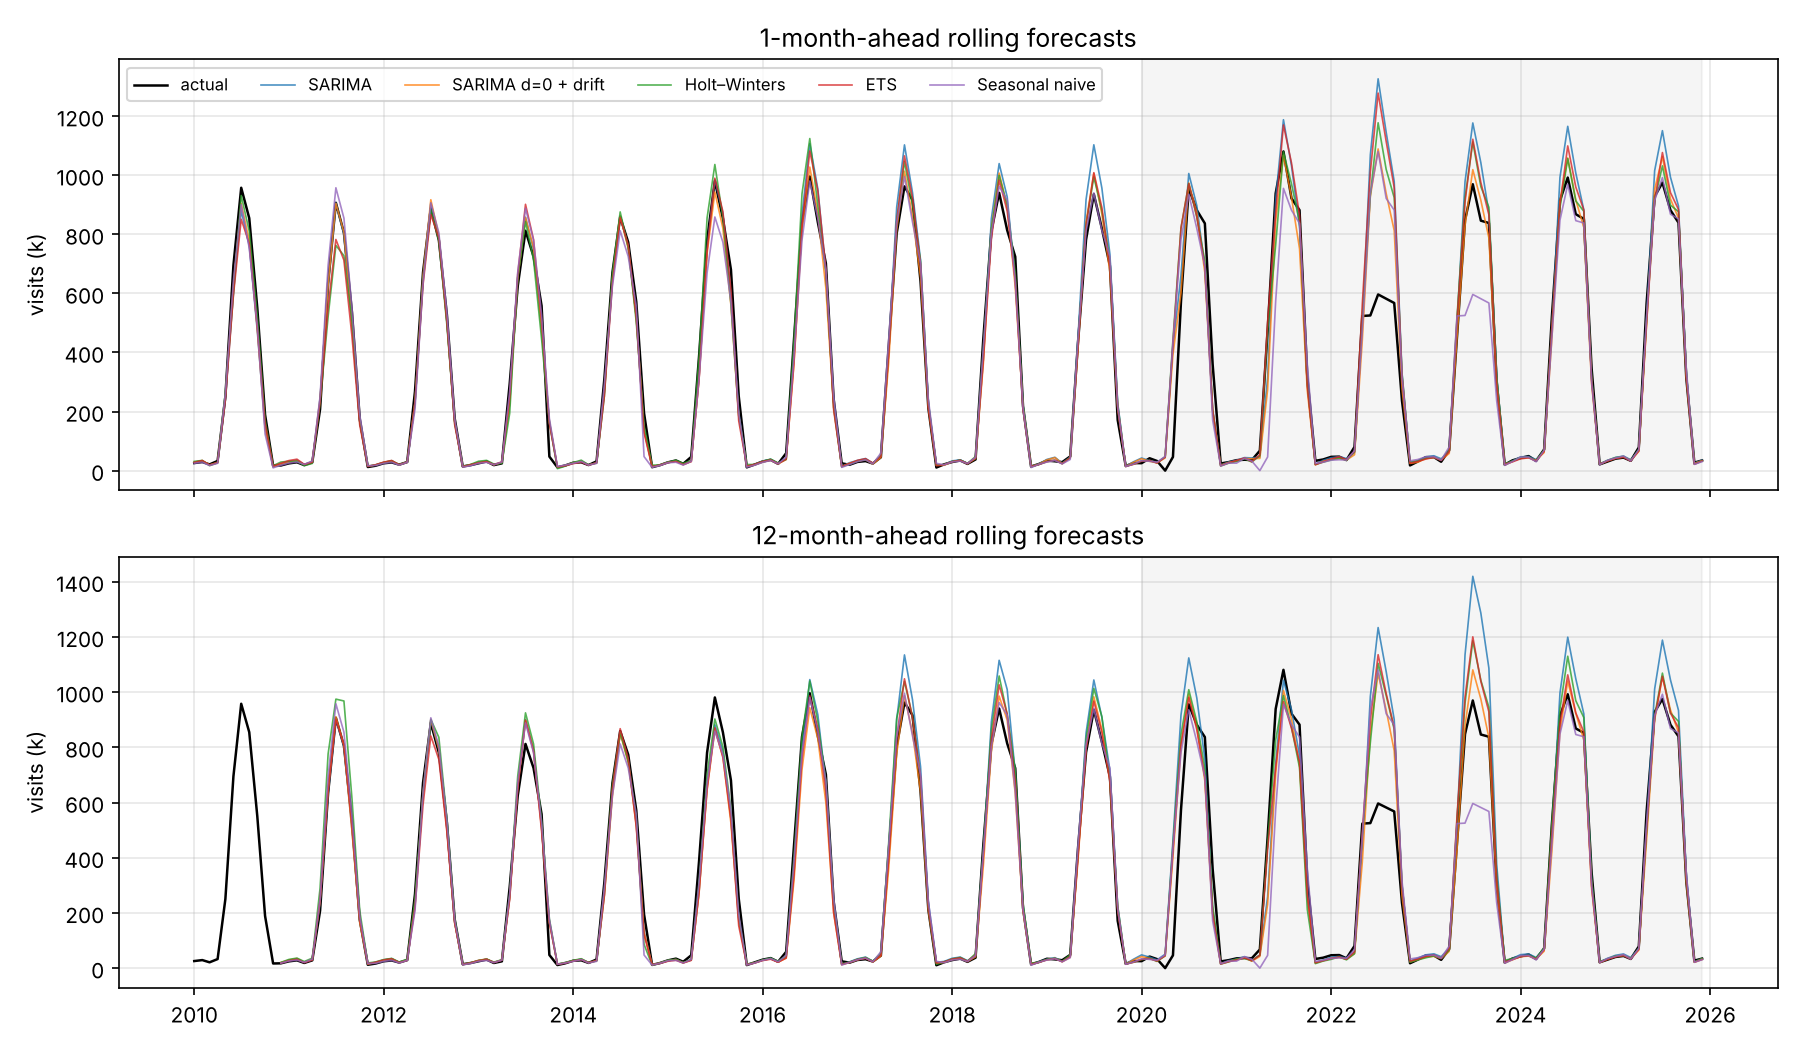 1-month-ahead rolling forecasts
actual
SARIMA
SARIMA d=0 + drift
Holt–Winters
ETS
Seasonal naive
visits (k)
1200
1000
800
600
400
200
0
12-month-ahead rolling forecasts
visits (k)
1400
1200
1000
800
600
400
200
0
2010
2012
2014
2016
2018
2020
2022
2024
2026